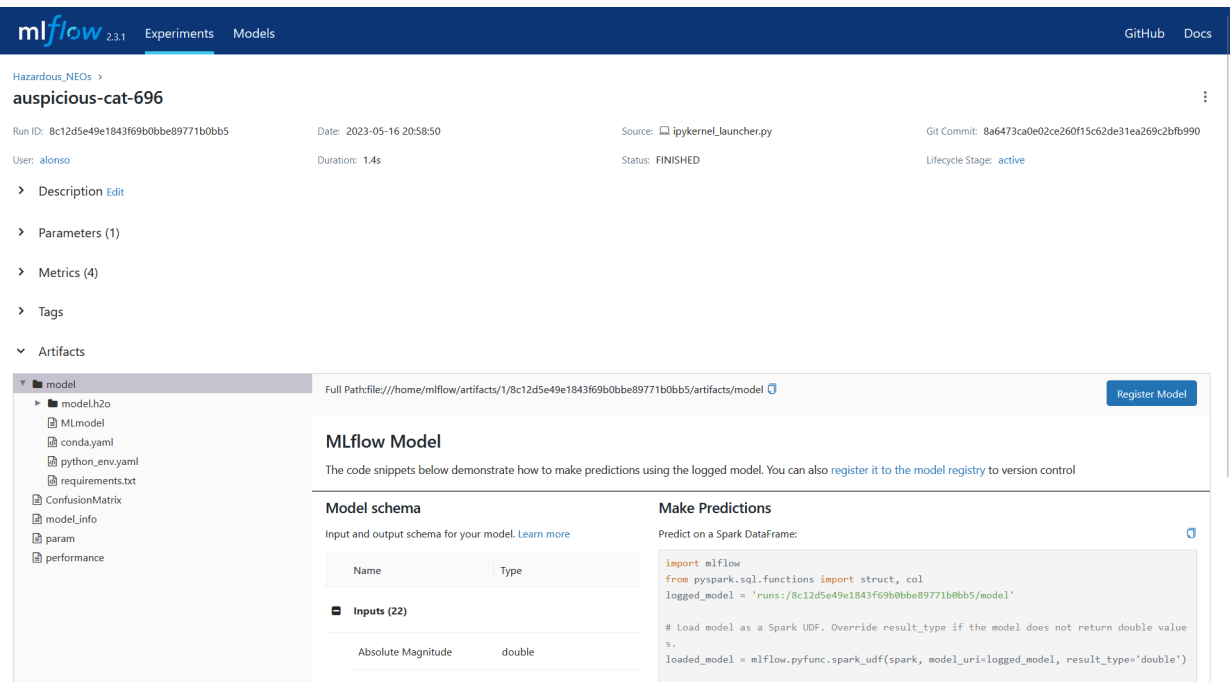 mlflow 2.3.1 Experiments Models GitHub Docs
Hazardous_NEOs >
auspicious-cat-696
Run ID: 8c12d5e49e1843f69b0bbe89771b0bb5 Date: 2023-05-16 20:58:50 Source: ipykernel_launcher.py Git Commit: 8a6473ca0e02ce260f15c62de31ea269c2bfb990
User: alonso Duration: 1.4s Status: FINISHED Lifecycle Stage: active
Description Edit
Parameters (1)
Metrics (4)
Tags
Artifacts
model
model.h2o
MLmodel
conda.yaml
python_env.yaml
requirements.txt
ConfusionMatrix
model_info
param
performance
Full Path:file:///home/mlflow/artifacts/1/8c12d5e49e1843f69b0bbe89771b0bb5/artifacts/model
Register Model
MLflow Model
The code snippets below demonstrate how to make predictions using the logged model. You can also register it to the model registry to version control
Model schema
Input and output schema for your model. Learn more
Name Type
Inputs (22)
Absolute Magnitude double
Make Predictions
Predict on a Spark DataFrame:
import mlflow
from pyspark.sql.functions import struct, col
logged_model = 'runs:/8c12d5e49e1843f69b0bbe89771b0bb5/model'
# Load model as a Spark UDF. Override result_type if the model does not return double value
s.
loaded_model = mlflow.pyfunc.spark_udf(spark, model_uri=logged_model, result_type='double')